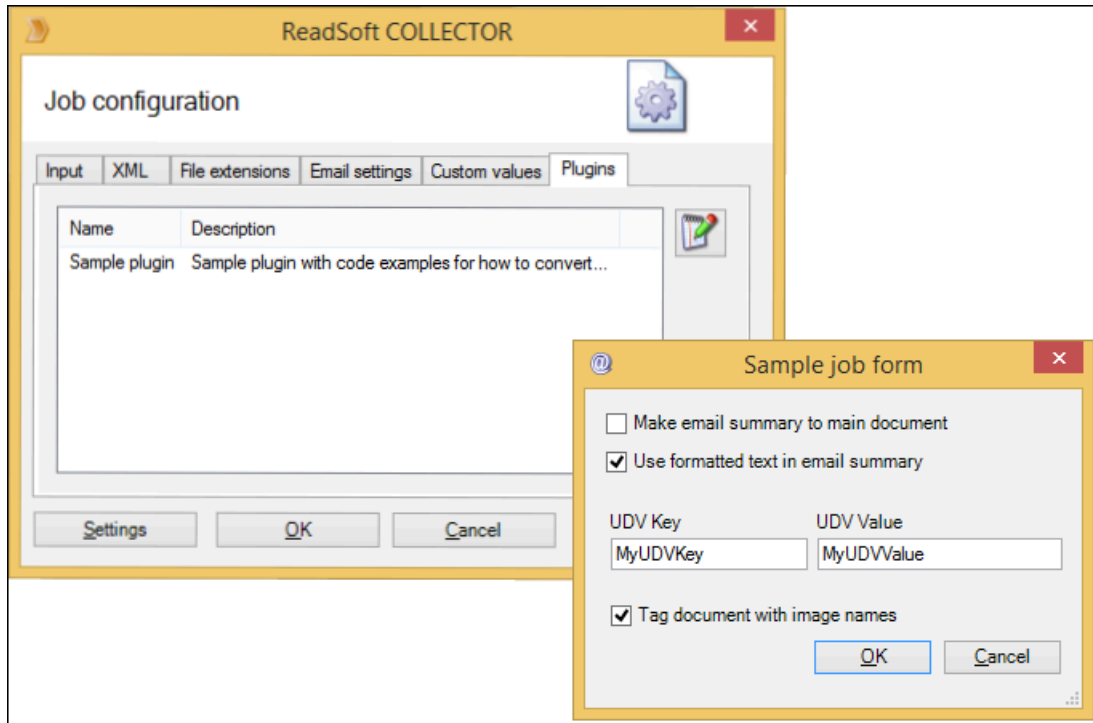 ReadSoft COLLECTOR
Job configuration
Input XML File extensions Email settings Custom values Plugins
Name Description
Sample plugin Sample plugin with code examples for how to convert...
Settings OK Cancel
@ Sample job form
Make email summary to main document
Use formatted text in email summary
UDV Key UDV Value
MyUDVKey MyUDVValue
Tag document with image names
OK Cancel